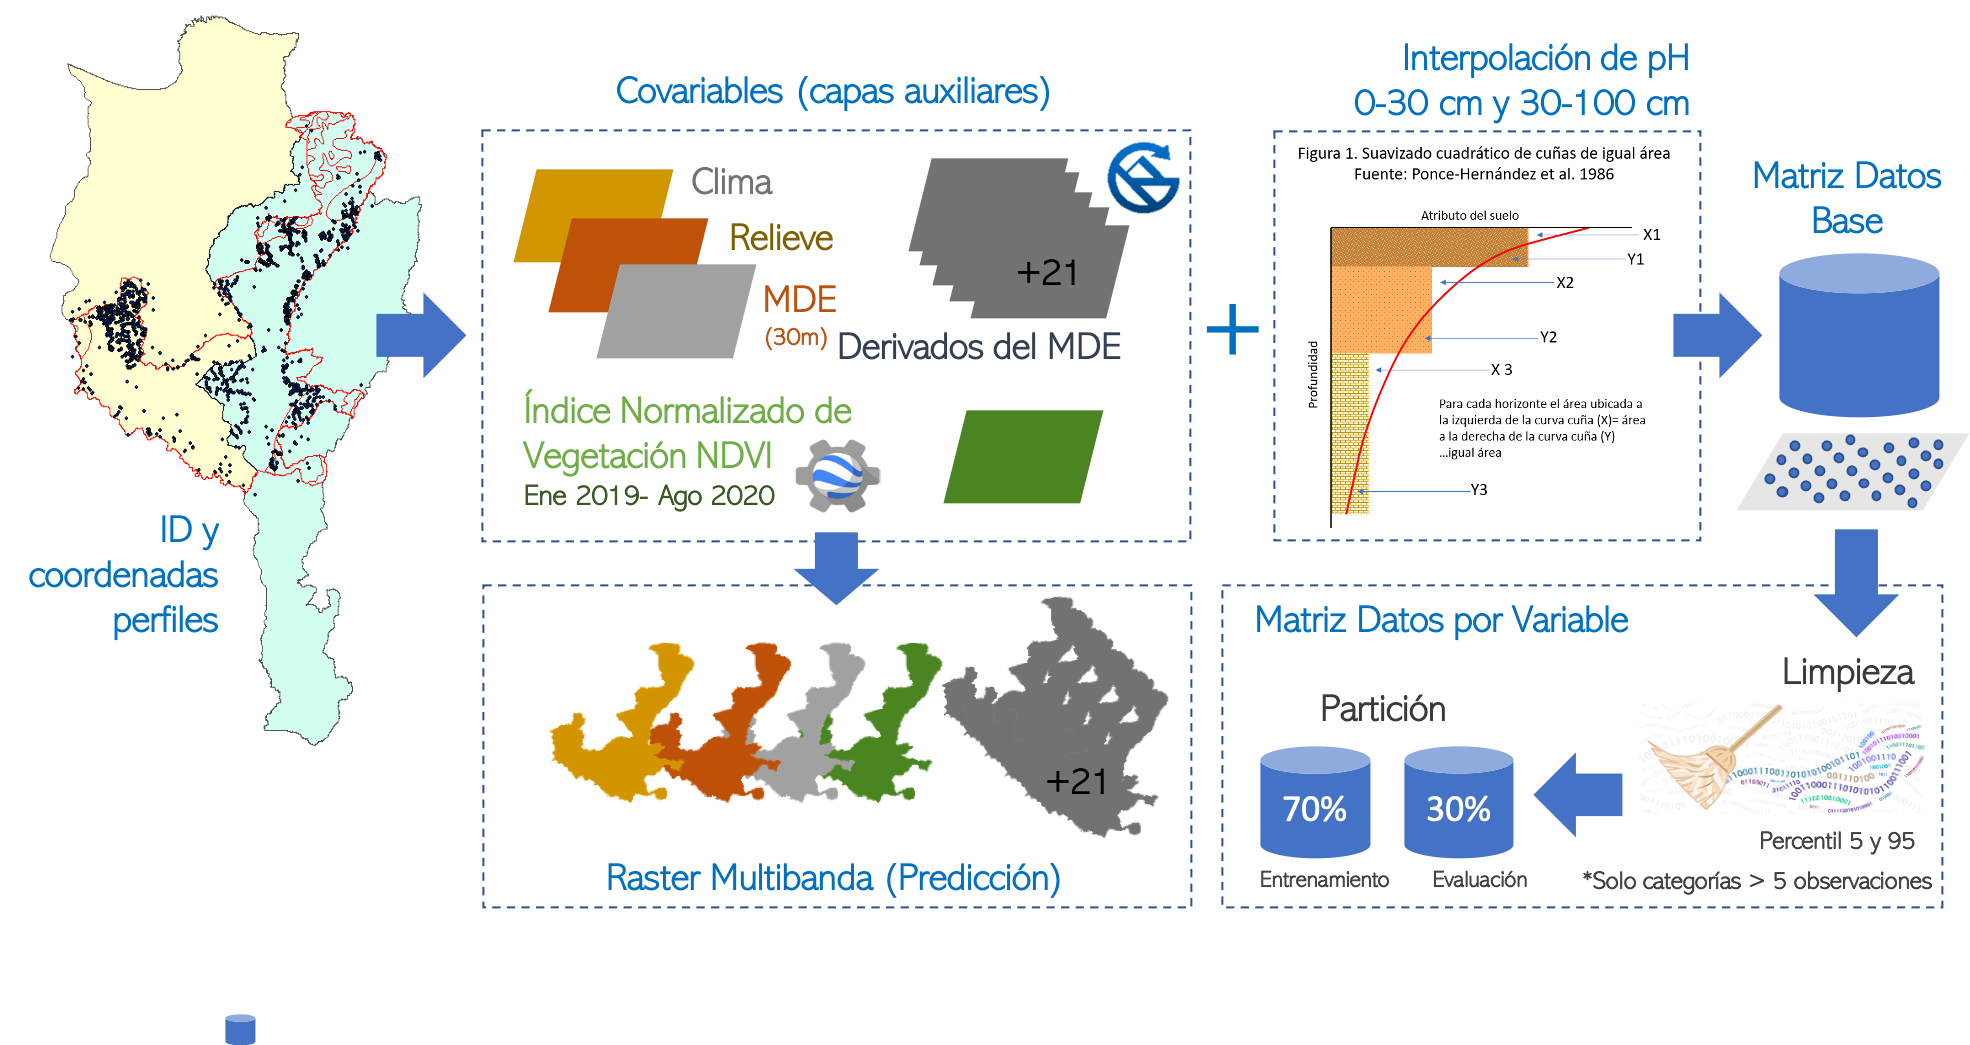 ID y
coordenadas
perfiles
Covariables (capas auxiliares)
Clima
Relieve
MDE
(30m)
+21
Derivados del MDE
Índice Normalizado de
Vegetación NDVI
Ene 2019- Ago 2020
+
Interpolación de pH
0-30 cm y 30-100 cm
Figura 1. Suavizado cuadrático de cuñas de igual área
Fuente: Ponce-Hernández et al. 1986
Atributo del suelo
Profundidad
X1
Y1
X2
Y2
X 3
Para cada horizonte el área ubicada a
la izquierda de la curva cuña (X)= área
a la derecha de la curva cuña (Y)
...igual área
Y3
Matriz Datos
Base
+21
Raster Multibanda (Predicción)
Matriz Datos por Variable
Limpieza
Partición
70%
30%
Entrenamiento
Evaluación
Percentil 5 y 95
*Solo categorías > 5 observaciones